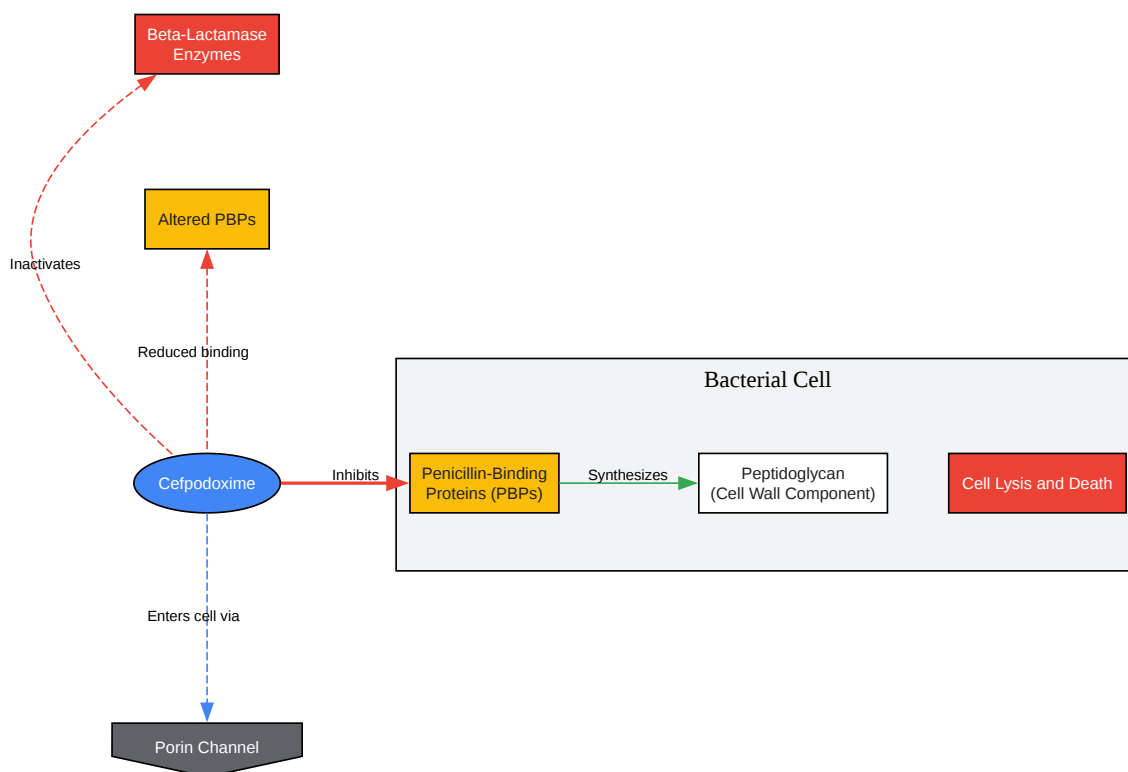 Beta-Lactamase
Enzymes
Altered PBPs
Inactivates
Reduced binding
Bacterial Cell
Cefpodoxime
Inhibits
Penicillin-Binding
Proteins (PBPs)
Synthesizes
Peptidoglycan
(Cell Wall Component)
Cell Lysis and Death
Enters cell via
Porin Channel